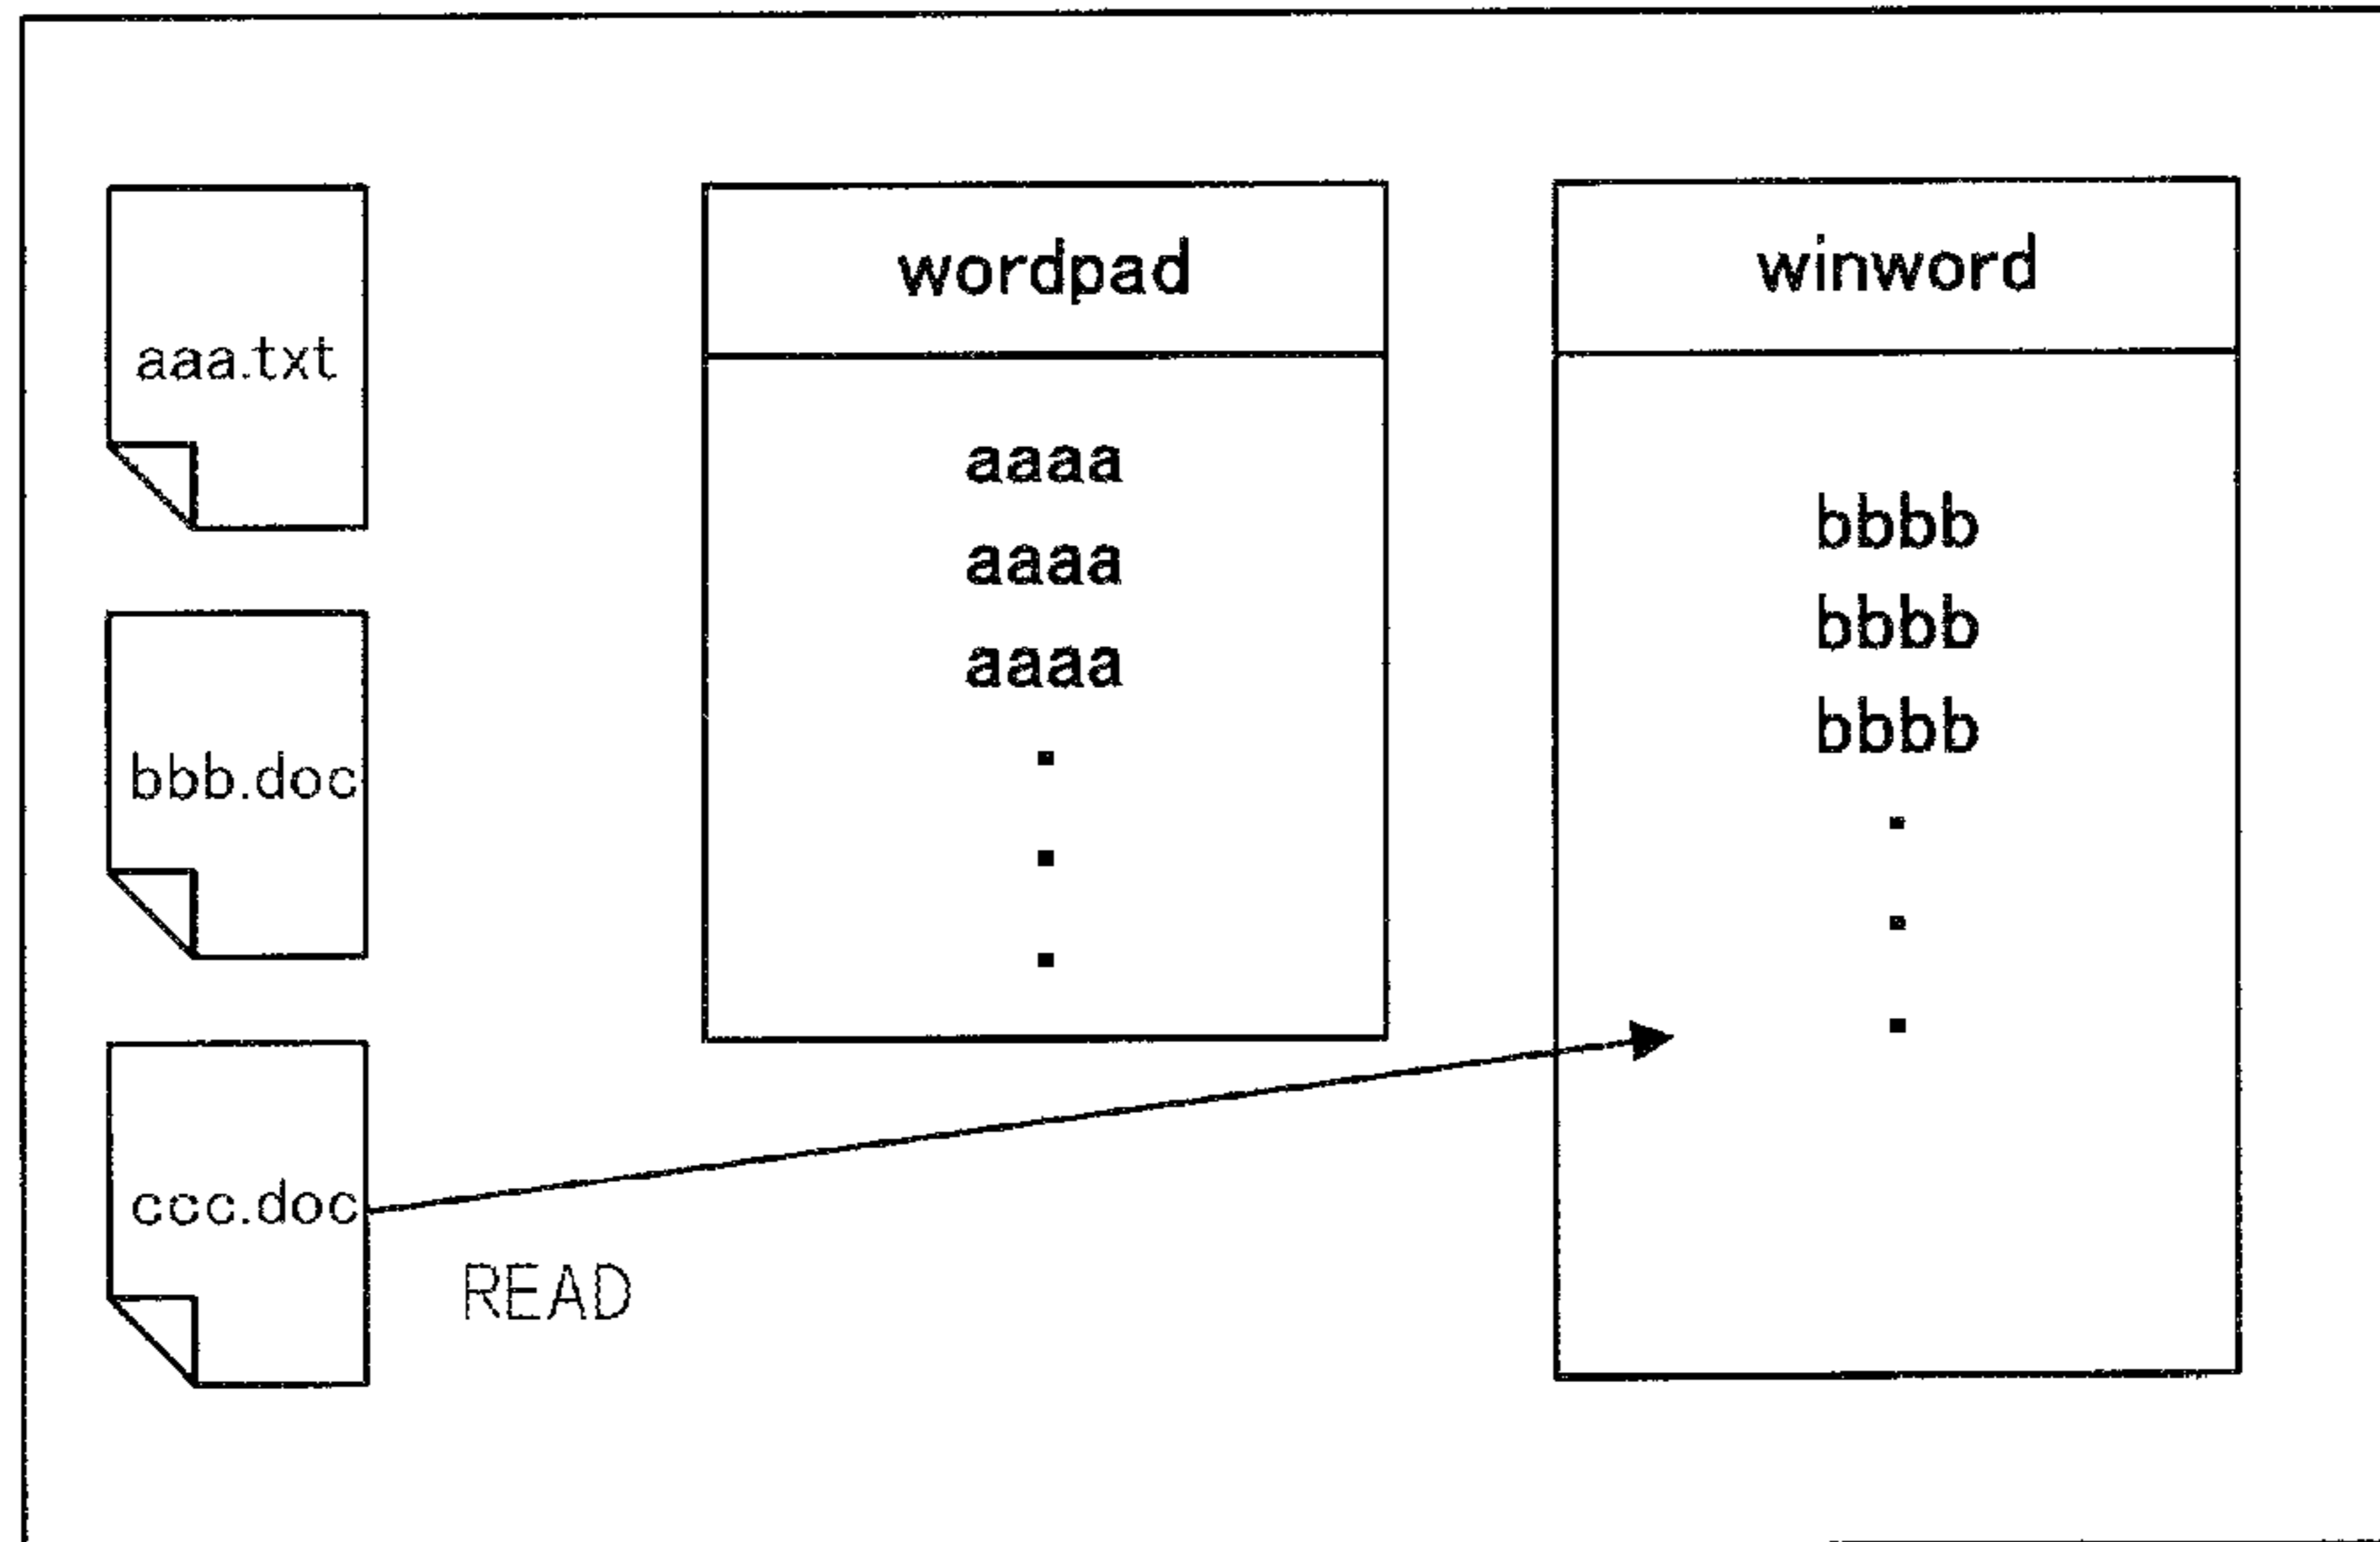 aaa.txt
bbb.doc
ccc.doc
READ
wordpad
aaaa
aaaa
aaaa
.
.
.
winword
bbbb
bbbb
bbbb
.
.
.